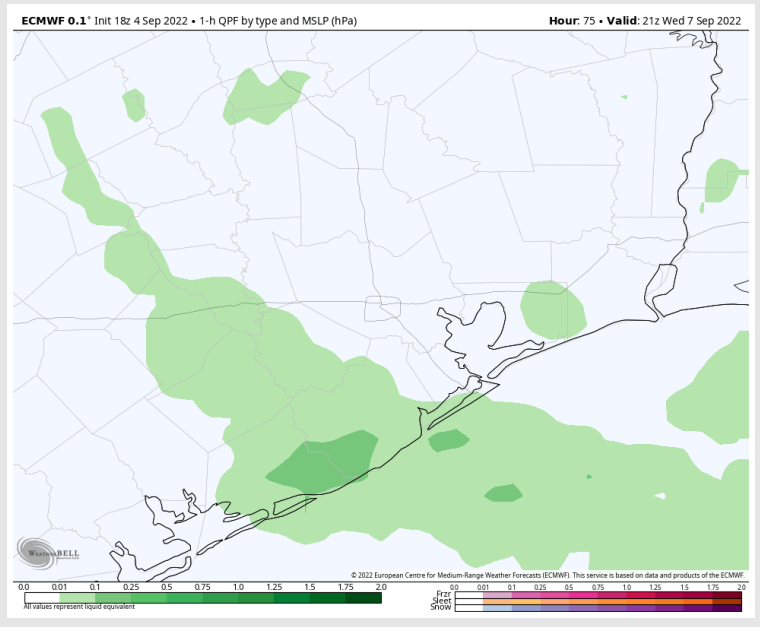 ECMWF 0.1° Init 18z 4 Sep 2022 • 1-h QPF by type and MSLP (hPa)
Hour: 75 • Valid: 21z Wed 7 Sep 2022
WEATHERBELL
© 2022 European Centre for Medium-Range Weather Forecasts (ECMWF). This service is based on data and products of the ECMWF.
0.0 0.01 0.1 0.25 0.5 0.75 1.0 1.25 1.5 1.75 2.0
All values represent liquid equivalent
0.0 0.01 0.1 0.25 0.5 0.75 1.0 1.25 1.5 1.75 2.0
Frzr
Sleet
Snow